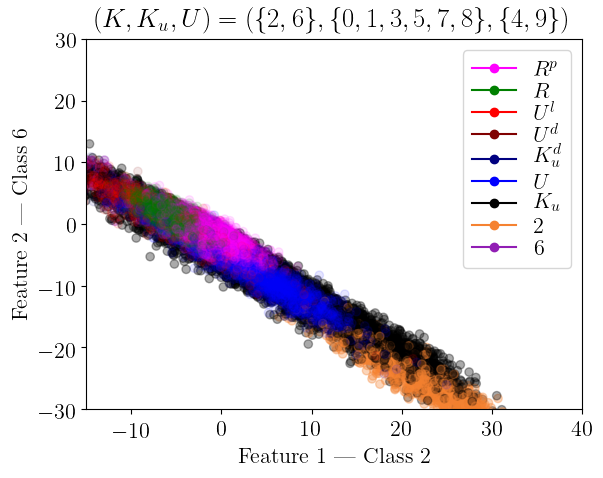 (K, K_u, U) = ({2, 6}, {0, 1, 3, 5, 7, 8}, {4, 9})
30
20
10
0
−10
−20
−30
−10
0
10
20
30
40
Feature 2 — Class 6
Feature 1 — Class 2
R^p
R
U^l
U^d
K_u^d
U
K_u
2
6